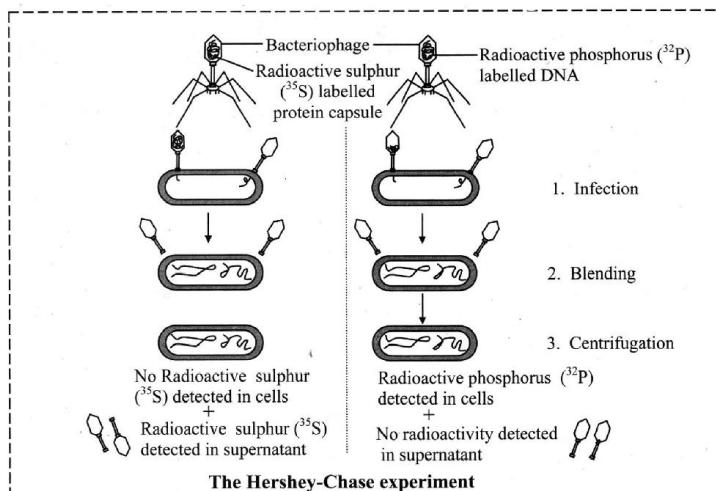 Bacteriophage
Radioactive sulphur
(³⁵S) labelled
protein capsule
Radioactive phosphorus (³²P)
labelled DNA
1. Infection
2. Blending
3. Centrifugation
No Radioactive sulphur
(³⁵S) detected in cells
+
Radioactive sulphur (³⁵S)
detected in supernatant
Radioactive phosphorus (³²P)
detected in cells
+
No radioactivity detected
in supernatant
The Hershey-Chase experiment